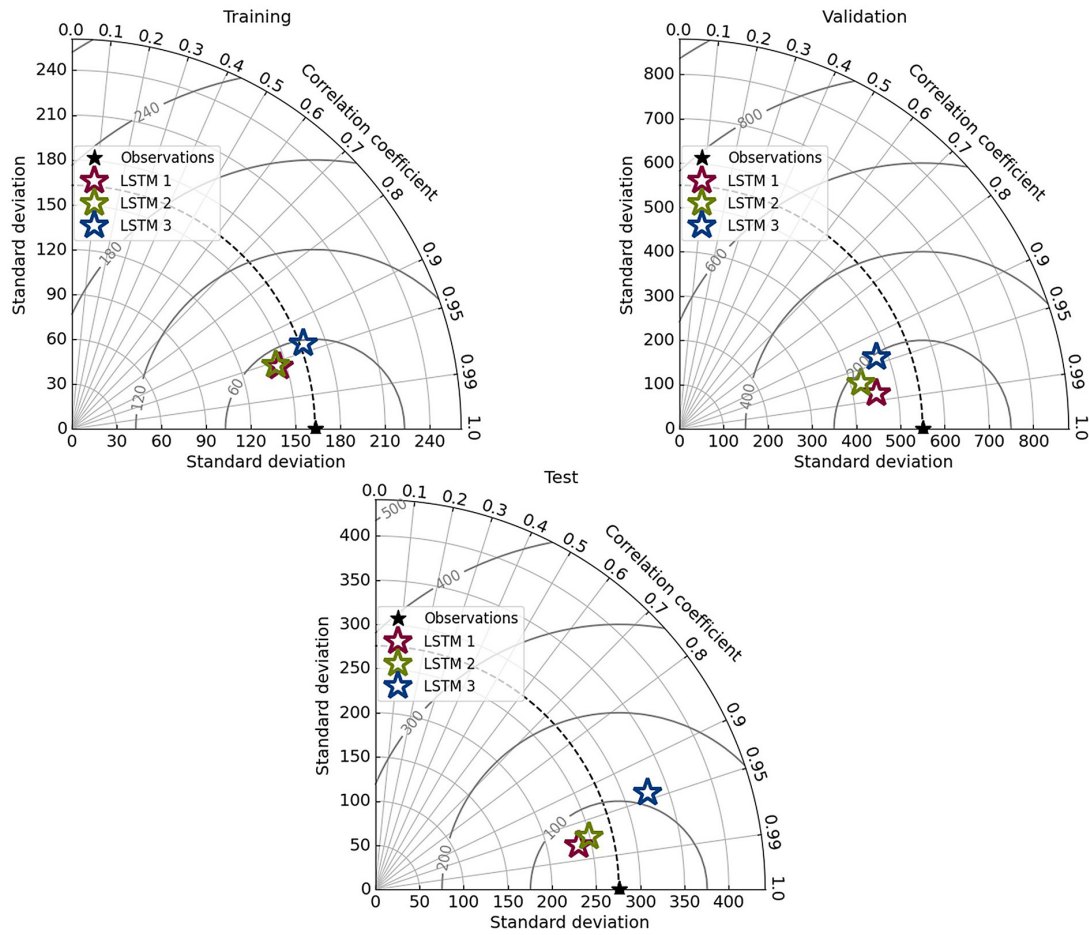 Training
0.0 0.1 0.2 0.3 0.4 0.5 0.6 0.7 0.8 0.9 0.95 0.99 1.0
Correlation coefficient
240
210
180
150
120
90
60
30
0
Standard deviation
240
180
120
60
Observations
LSTM 1
LSTM 2
LSTM 3
0 30 60 90 120 150 180 210 240
Standard deviation
Validation
0.0 0.1 0.2 0.3 0.4 0.5 0.6 0.7 0.8 0.9 0.95 0.99 1.0
Correlation coefficient
800
700
600
500
400
300
200
100
0
Standard deviation
800
600
400
200
Observations
LSTM 1
LSTM 2
LSTM 3
0 100 200 300 400 500 600 700 800
Standard deviation
Test
0.0 0.1 0.2 0.3 0.4 0.5 0.6 0.7 0.8 0.9 0.95 0.99 1.0
Correlation coefficient
400
350
300
250
200
150
100
50
0
Standard deviation
500
400
300
200
100
Observations
LSTM 1
LSTM 2
LSTM 3
0 50 100 150 200 250 300 350 400
Standard deviation